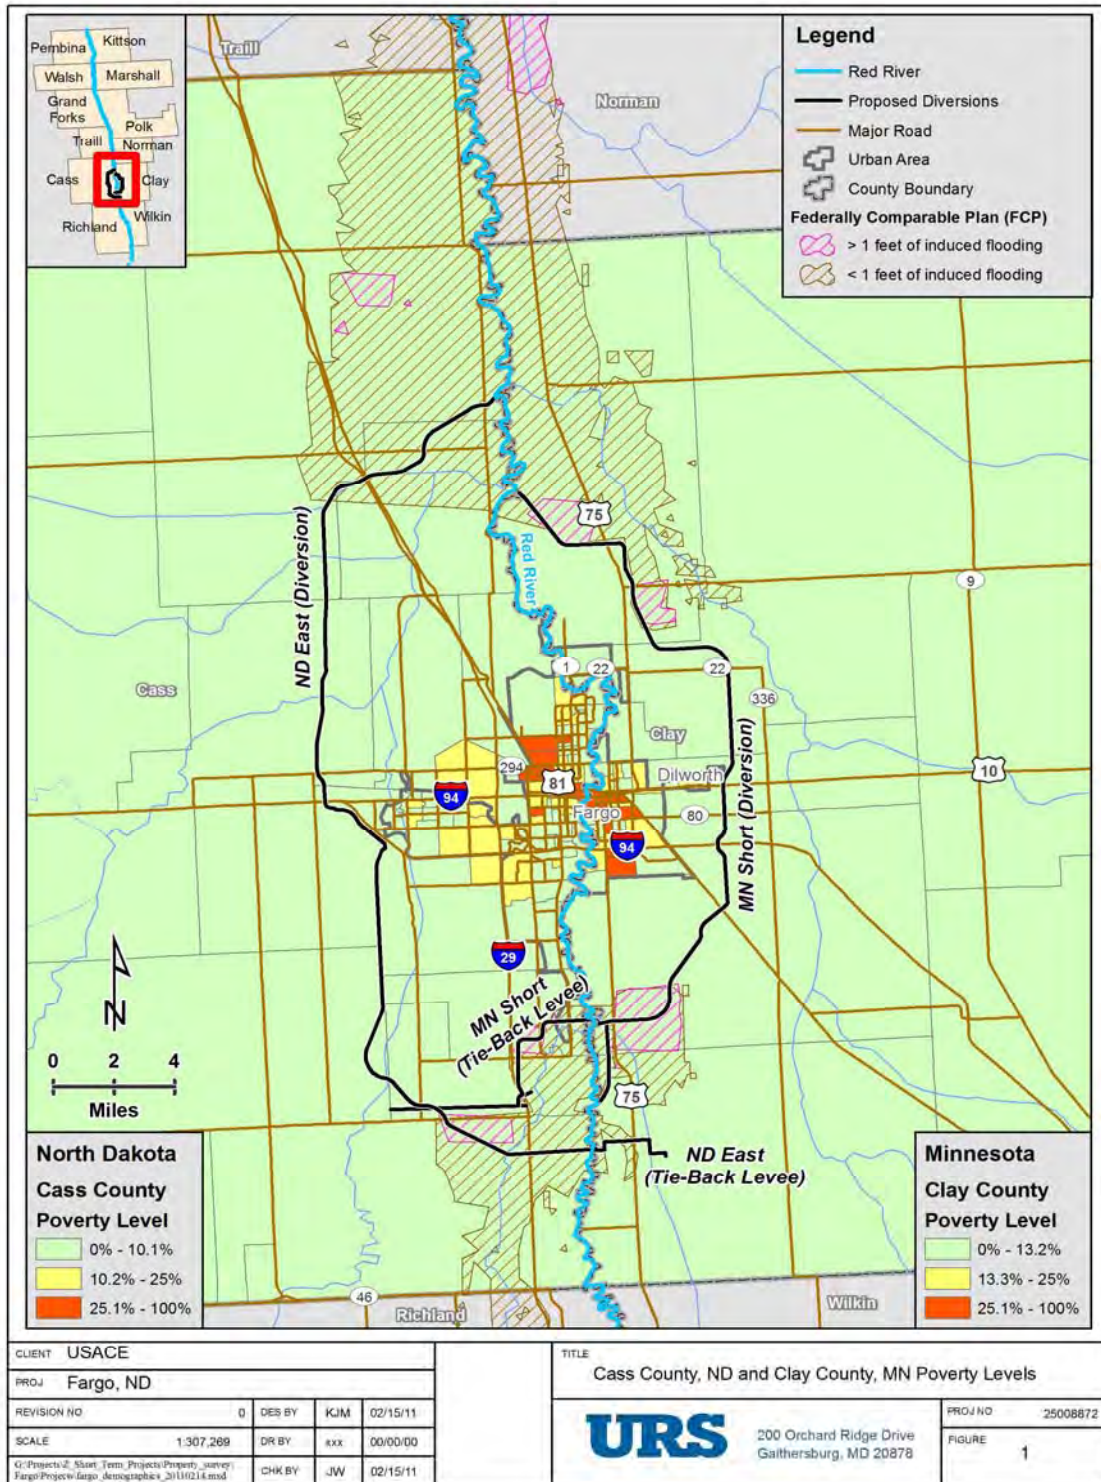 Pembina
Kittson
Walsh
Marshall
Grand
Forks
Polk
Traill
Norman
Cass
Clay
Richland
Wilkin
Traill
Norman
Legend
Red River
Proposed Diversions
Major Road
Urban Area
County Boundary
Federally Comparable Plan (FCP)
> 1 feet of induced flooding
< 1 feet of induced flooding
75
Red River
ND East (Diversion)
9
Cass
1
22
22
336
Clay
294
81
Dilworth
10
94
Fargo
80
94
MN Short (Diversion)
29
MN Short
(Tie-Back Levee)
N
0 2 4
Miles
75
ND East
(Tie-Back Levee)
North Dakota
Cass County
Poverty Level
0% - 10.1%
10.2% - 25%
25.1% - 100%
46
Richland
Wilkin
Minnesota
Clay County
Poverty Level
0% - 13.2%
13.3% - 25%
25.1% - 100%
CLIENT USACE
PROJ Fargo, ND
REVISION NO 0 DES BY KJM 02/15/11
SCALE 1:307,269 DR BY xxx 00/00/00
G:\Projects\Z_Short_Term_Projects\Property_survey\
Fargo\Projects\fargo_demographics_20110214.mxd
CHK BY JW 02/15/11
TITLE
Cass County, ND and Clay County, MN Poverty Levels
URS
200 Orchard Ridge Drive
Gaithersburg, MD 20878
PROJ NO 25008872
FIGURE
1